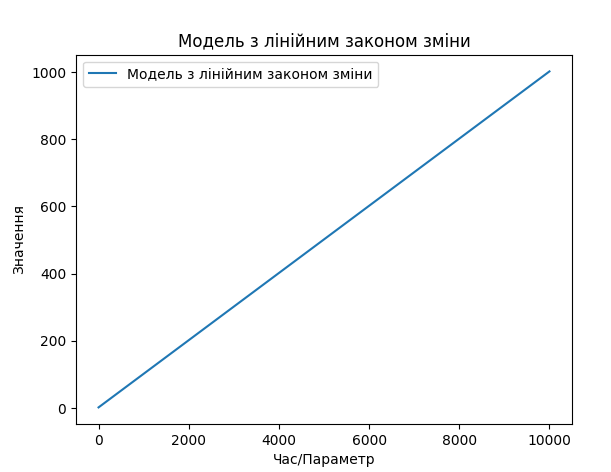 Модель з лінійним законом зміни
Модель з лінійним законом зміни
1000
800
600
400
200
0
Значення
0 2000 4000 6000 8000 10000
Час/Параметр